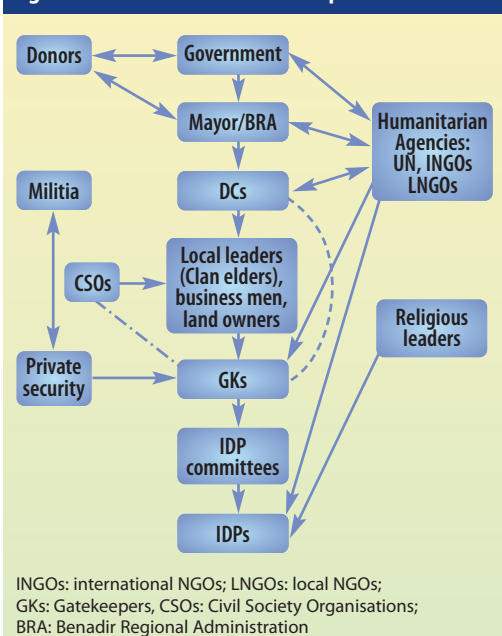 Donors
Government
Mayor/BRA
Humanitarian
Agencies:
UN, INGOs
LNGOs
Militia
DCs
Local leaders
(Clan elders),
business men,
land owners
CSOs
Religious
leaders
Private
security
GKs
IDP
committees
IDPs
INGOs: international NGOs; LNGOs: local NGOs;
GKs: Gatekeepers, CSOs: Civil Society Organisations;
BRA: Benadir Regional Administration